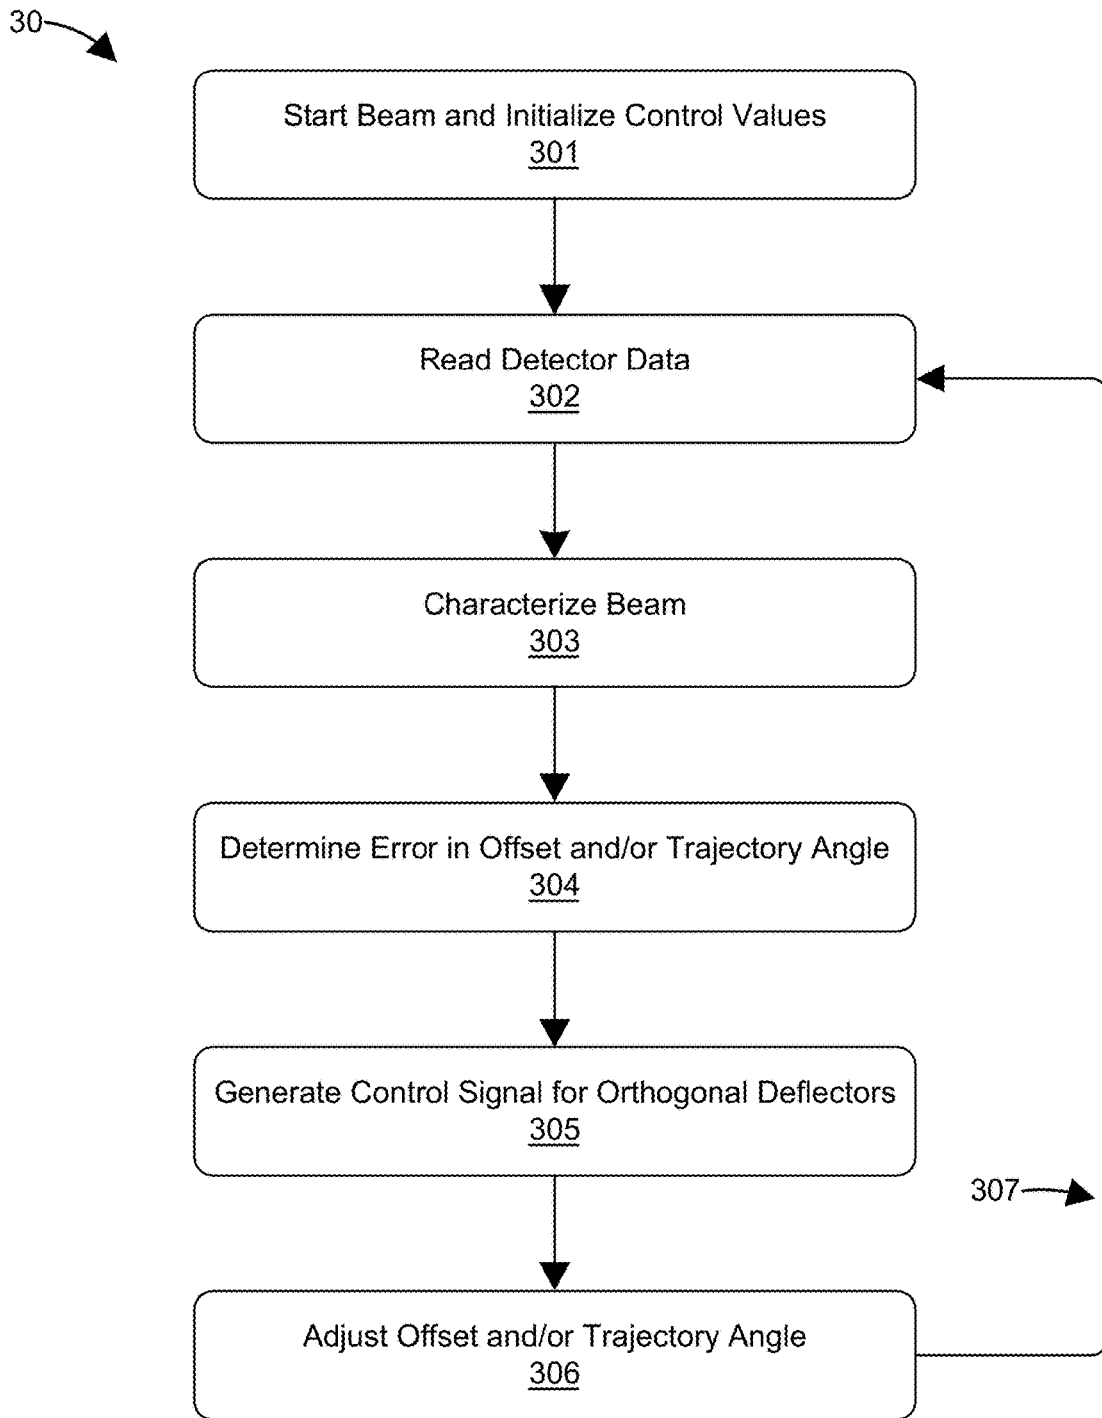 30
Start Beam and Initialize Control Values
301
Read Detector Data
302
Characterize Beam
303
Determine Error in Offset and/or Trajectory Angle
304
Generate Control Signal for Orthogonal Deflectors
305
307
Adjust Offset and/or Trajectory Angle
306